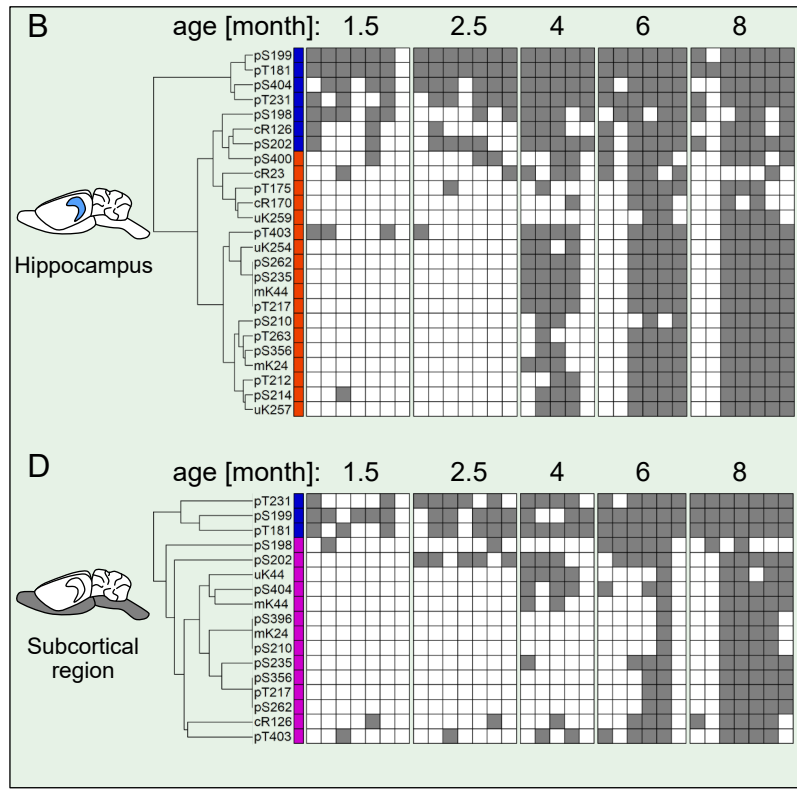 B
age [month]: 1.5 2.5 4 6 8
pS199
pT181
pS404
pT231
pS198
cR126
pS202
pS400
cR23
pT175
cR170
uK259
pT403
uK254
pS262
pS235
mK44
pT217
pS210
pT263
pS356
mK24
pT212
pS214
uK257
Hippocampus
D
age [month]: 1.5 2.5 4 6 8
pT231
pS199
pT181
pS198
pS202
uK44
pS404
mK44
pS396
mK24
pS210
pS235
pS356
pT217
pS262
cR126
pT403
Subcortical
region